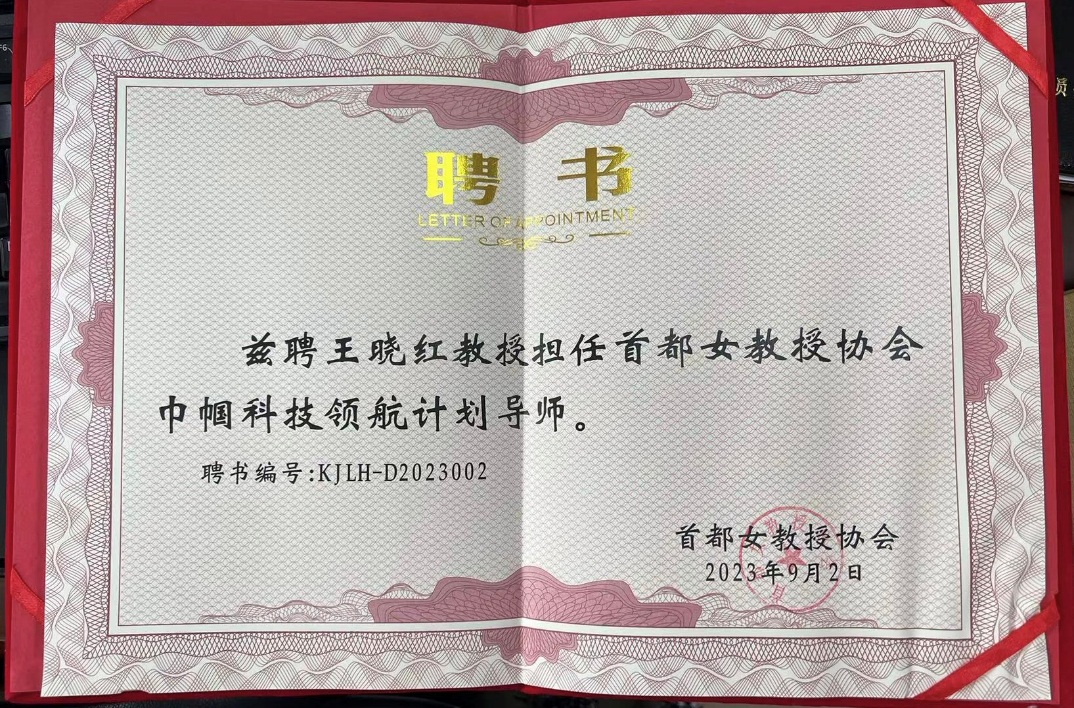 聘 书
LETTER OF APPOINTMENT
兹聘王晓红教授担任首都女教授协会
巾帼科技领航计划导师。
聘书编号:KJLH-D2023002
首都女教授协会
2023年9月2日